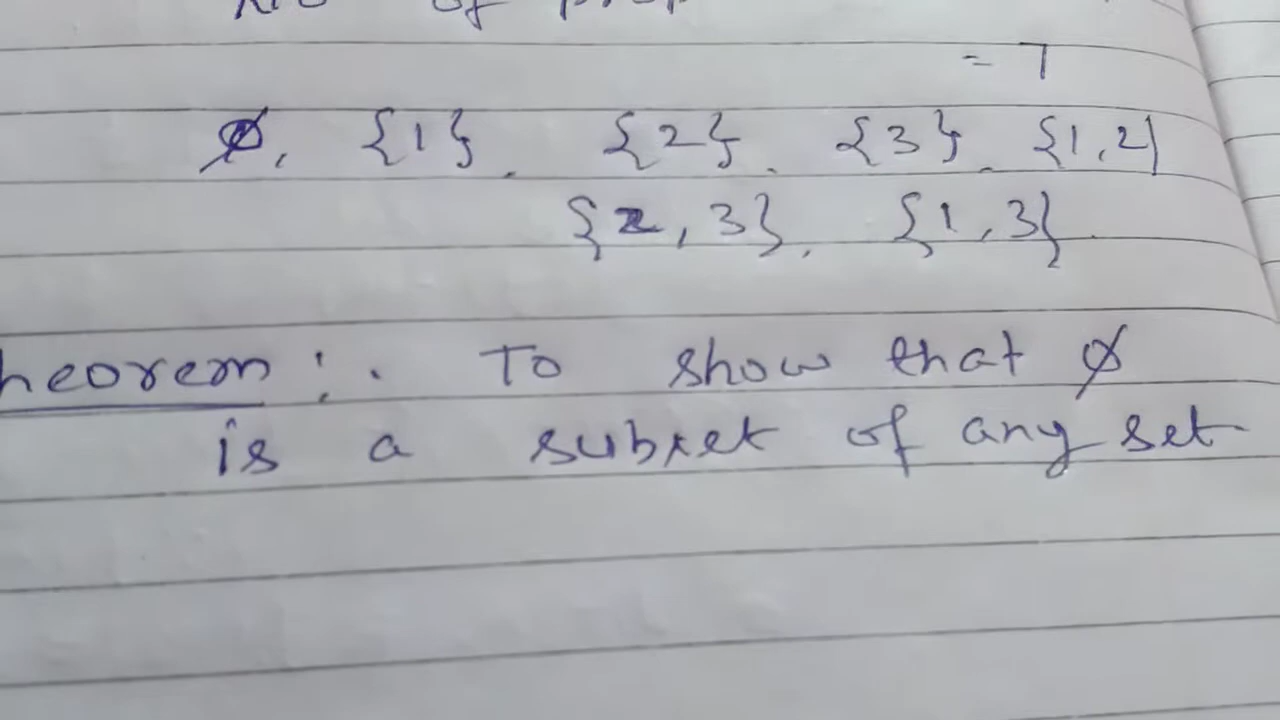 of
= 7
∅, {1}, {2}, {3}, {1,2}
{2,3}, {1,3}.
heorem :. To show that ∅
is a subset of any set